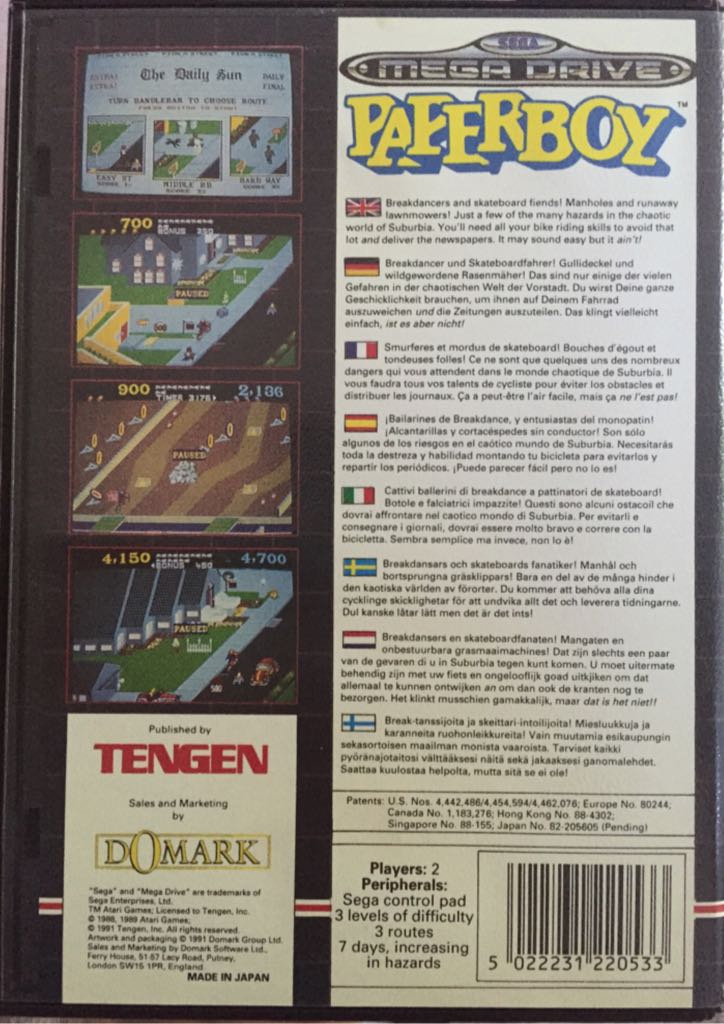 The Daily Sun
EXTRA!
EXTRA!
DAILY
FINAL
TURN HANDLEBAR TO CHOOSE ROUTE
EASY ST
MIDDLE RD
HARD WAY
700
BONUS 350
PAUSED
900
2,136
PAUSED
4,150
BONUS 450
4,700
PAUSED
500
Published by
TENGEN
Sales and Marketing
by
DOMARK
"Sega" and "Mega Drive" are trademarks of
Sega Enterprises, Ltd.
TM Atari Games; Licensed to Tengen, Inc.
© 1988, 1989 Atari Games;
© 1991 Tengen, Inc. All rights reserved.
Artwork and packaging © 1991 Domark Group Ltd.
Sales and Marketing by Domark Software Ltd.,
Ferry House, 51-57 Lacy Road, Putney,
London SW15 1PR, England
MADE IN JAPAN
SEGA
MEGA DRIVE
PAPERBOY™
Breakdancers and skateboard fiends! Manholes and runaway
lawnmowers! Just a few of the many hazards in the chaotic
world of Suburbia. You'll need all your bike riding skills to avoid that
lot and deliver the newspapers. It may sound easy but it ain't!
Breakdancer und Skateboardfahrer! Gullideckel und
wildgewordene Rasenmäher! Das sind nur einige der vielen
Gefahren in der chaotischen Welt der Vorstadt. Du wirst Deine ganze
Geschicklichkeit brauchen, um ihnen auf Deinem Fahrrad
auszuweichen und die Zeitungen auszuteilen. Das klingt vielleicht
einfach, ist es aber nicht!
Smurferes et mordus de skateboard! Bouches d'égout et
tondeuses folles! Ce ne sont que quelques uns des nombreux
dangers qui vous attendent dans le monde chaotique de Suburbia. Il
vous faudra tous vos talents de cycliste pour éviter los obstacles et
distribuer les journaux. Ça a peut-être l'air facile, mais ça ne l'est pas!
¡Bailarines de Breakdance, y entusiastas del monopatin!
¡Alcantarillas y cortacéspedes sin conductor! Son sólo
algunos de los riesgos en el caótico mundo de Suburbia. Necesitarás
toda la destreza y habilidad montando tu bicicleta para evitarlos y
repartir los periódicos. ¡Puede parecer fácil pero no lo es!
Cattivi ballerini di breakdance a pattinatori de skateboard!
Botole e falciatrici impazzite! Questi sono alcuni ostacoil che
dovrai affrontare nel caotico mondo di Suburbia. Per evitarli e
consegnare i giornali, dovrai essere molto bravo e correre con la
bicicletta. Sembra semplice ma invece, non lo è!
Breakdansars och skateboards fanatiker! Manhål och
bortsprungna gräsklippars! Bara en del av de många hinder i
den kaotiska världen av förorter. Du kommer att behöva alla dina
cycklinge skicklighetar för att undvika allt det och leverera tidningarne.
Dul kanske låtar lätt men det är det ints!
Breakdansers en skateboardfanaten! Mangaten en
onbestuurbara grasmaaimachines! Dat zijn slechts een paar
van de gevaren di u in Suburbia tegen kunt komen. U moet uitermate
behendig zijn met uw fiets en ongelooflijk goad uitkjiken om dat
allemaal te kunnen ontwijken an om dan ook de kranten nog te
bezorgen. Het klinkt musschien gamakkalijk, maar dat is het niet!!
Break-tanssijoita ja skeittari-intoilijoita! Miesluukkuja ja
karanneita ruohonleikkureita! Vain muutamia esikaupungin
sekasortoisen maailman monista vaaroista. Tarviset kaikki
pyöränajotaitosi välttääksesi näitä sekä jakaaksesi ganomalehdet.
Saattaa kuulostaa helpolta, mutta sitä se ei ole!
Patents: U.S. Nos. 4,442,486/4,454,594/4,462,076; Europe No. 80244;
Canada No. 1,183,276; Hong Kong No. 88-4302;
Singapore No. 88-155; Japan No. 82-205605 (Pending)
Players: 2
Peripherals:
Sega control pad
3 levels of difficulty
3 routes
7 days, increasing
in hazards
5 022231 220533